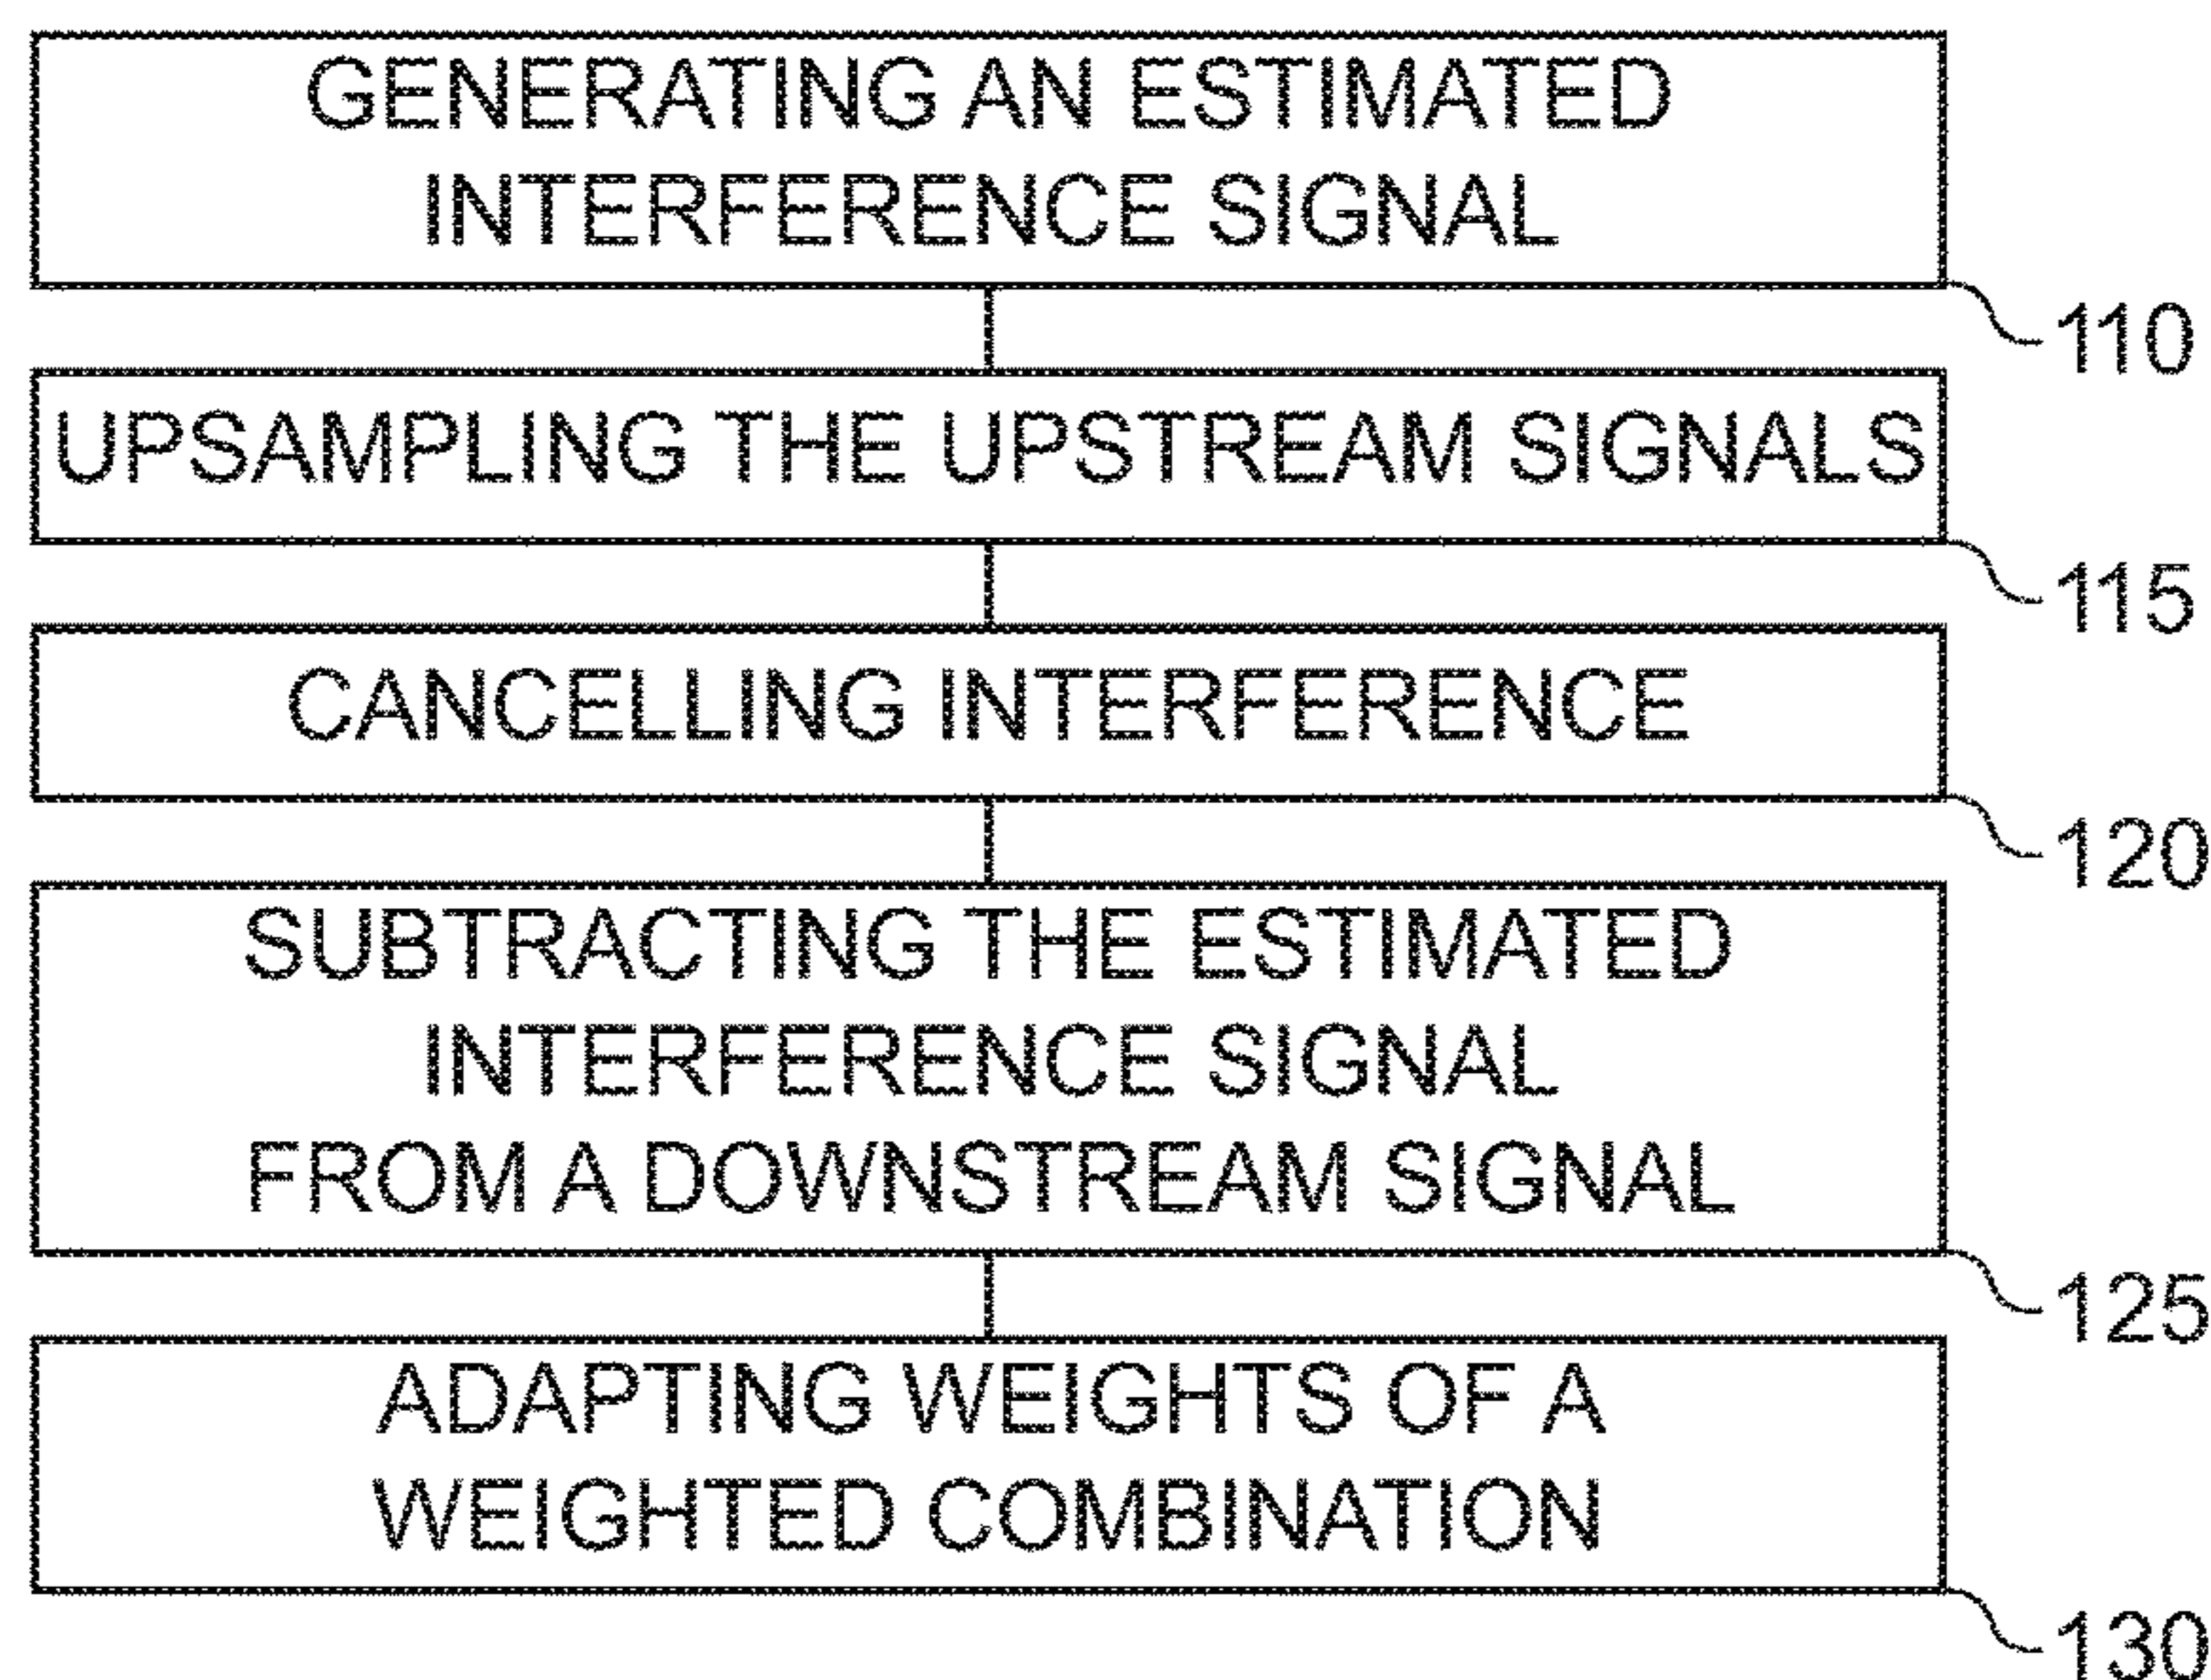 GENERATING AN ESTIMATED
INTERFERENCE SIGNAL
110
UPSAMPLING THE UPSTREAM SIGNALS
115
CANCELLING INTERFERENCE
120
SUBTRACTING THE ESTIMATED
INTERFERENCE SIGNAL
FROM A DOWNSTREAM SIGNAL
125
ADAPTING WEIGHTS OF A
WEIGHTED COMBINATION
130